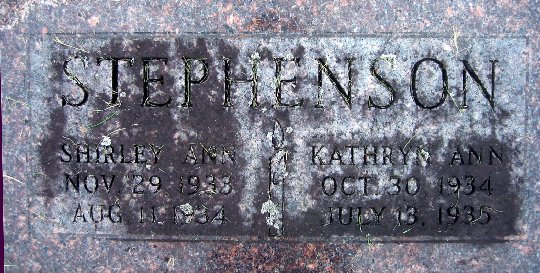 STEPHENSON
SHIRLEY ANN
NOV. 29 1933
AUG. 11, 1934
KATHRYN ANN
OCT. 30 1934
JULY 13, 1935